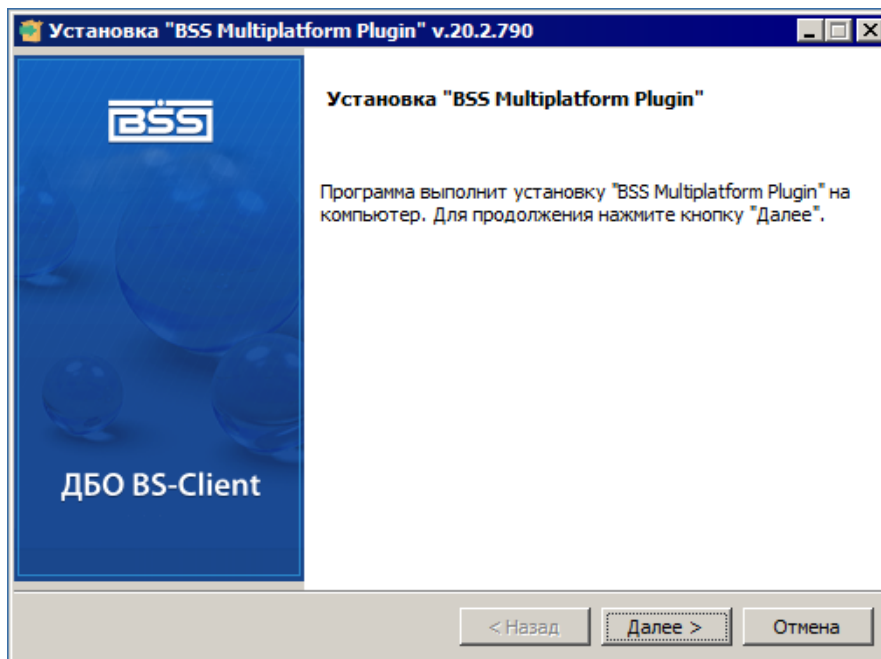 Установка "BSS Multiplatform Plugin" v.20.2.790
BSS
Установка "BSS Multiplatform Plugin"
Программа выполнит установку "BSS Multiplatform Plugin" на
компьютер. Для продолжения нажмите кнопку "Далее".
ДБО BS-Client
< Назад
Далее >
Отмена